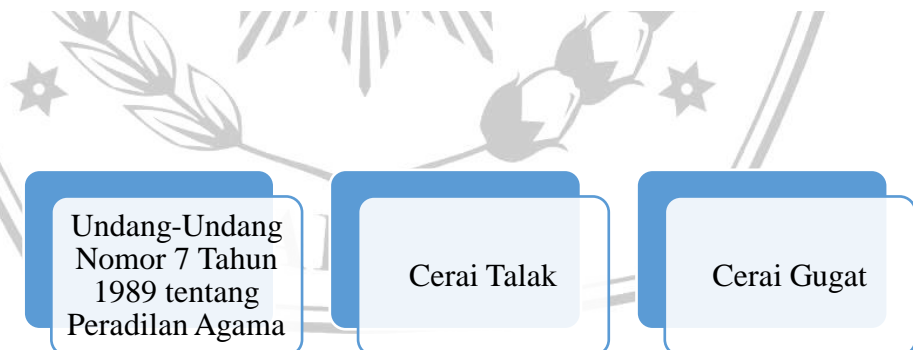 Undang-Undang
Nomor 7 Tahun
1989 tentang
Peradilan Agama
Cerai Talak
Cerai Gugat